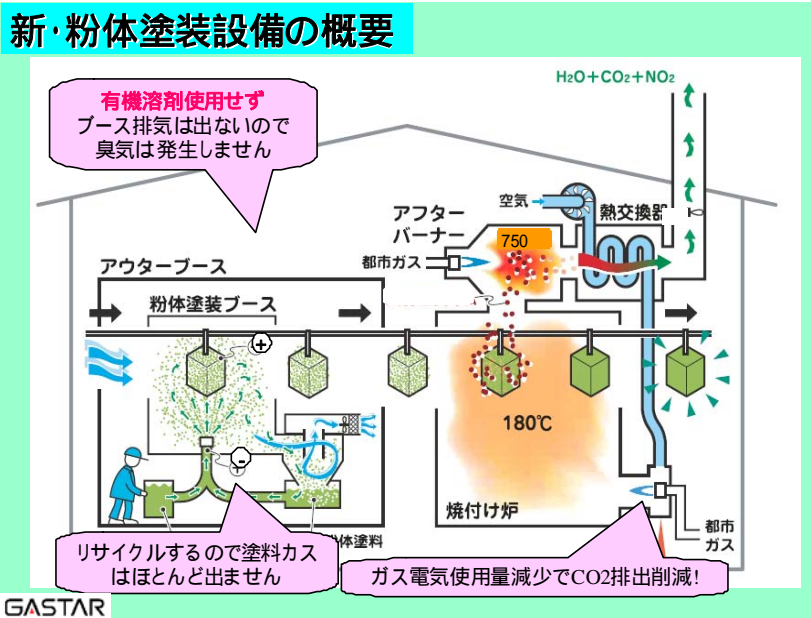 新・粉体塗装設備の概要
有機溶剤使用せず
ブース排気は出ないので
臭気は発生しません
H2O+CO2+NO2
空気
熱交換器
アフター
バーナー
750
都市ガス
アウターブース
粉体塗装ブース
+
180℃
-
焼付け炉
都市
ガス
体塗料
リサイクルするので塗料カス
はほとんど出ません
ガス電気使用量減少でCO2排出削減!
GASTAR